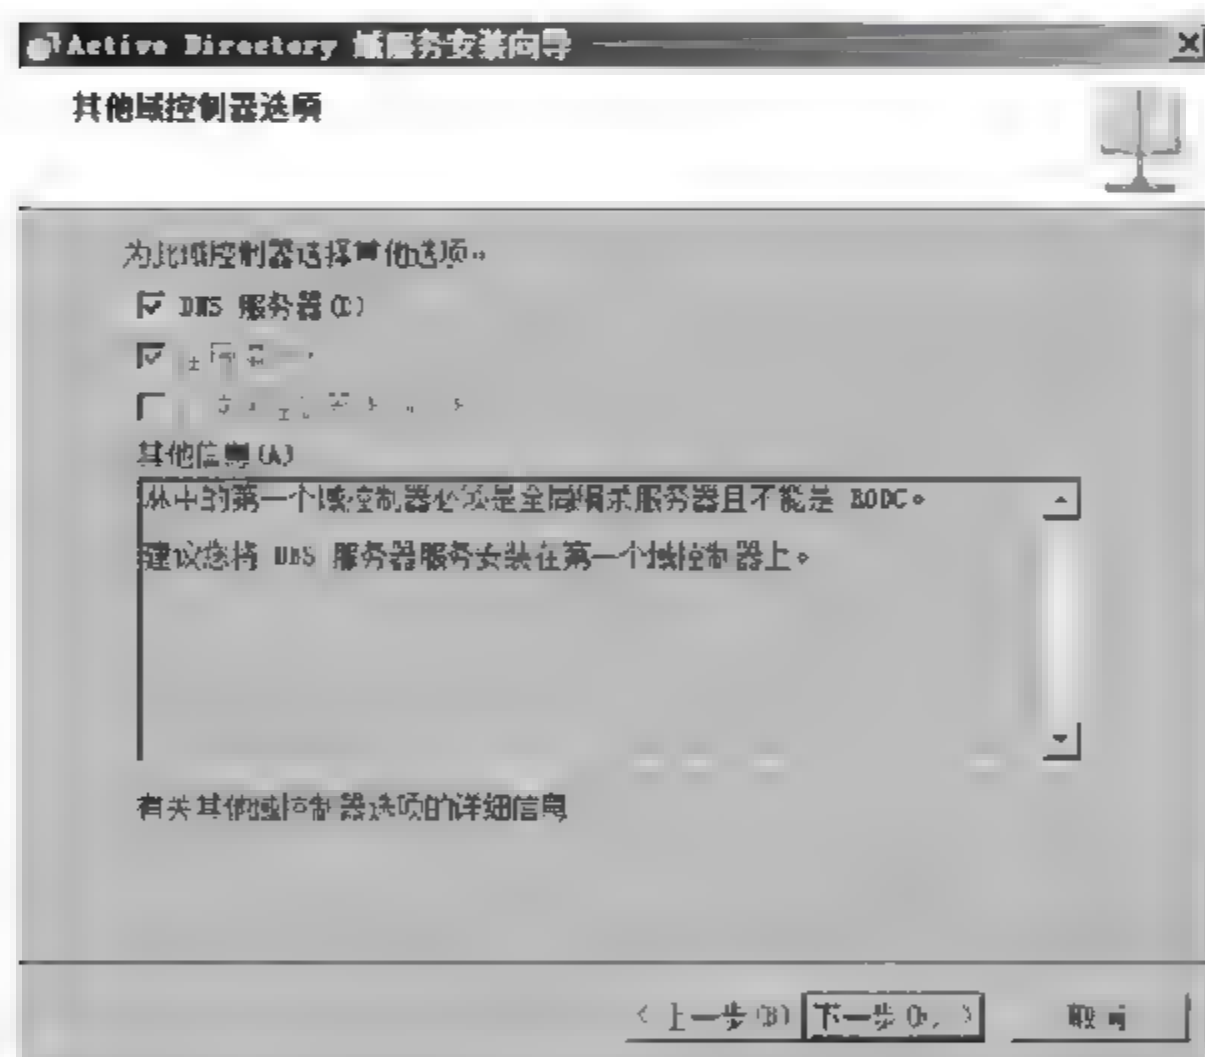 Active Directory 域服务安装向导
其他域控制器选项
为此域控制器选择其他选项。
DNS 服务器(D)
其他信息(A)
林中的第一个域控制器必须是全局编录服务器且不能是 RODC。
建议您将 DNS 服务器服务安装在第一个域控制器上。
有关其他域控制器选项的详细信息
< 上一步(B) 下一步(N) > 取消